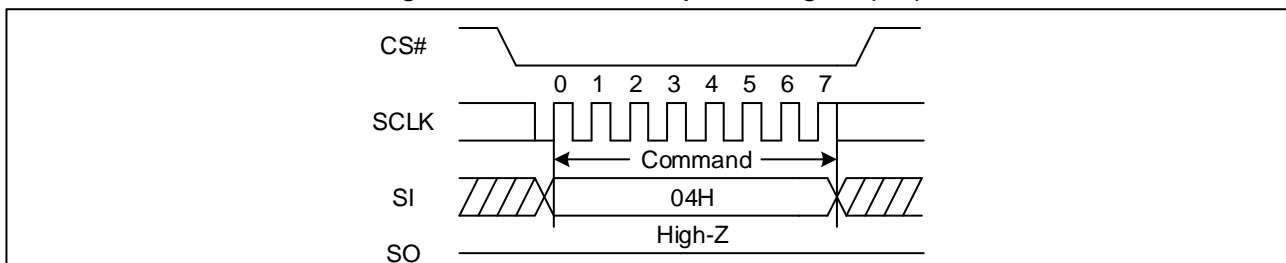 CS#
0 1 2 3 4 5 6 7
SCLK
Command
SI 04H
High-Z
SO